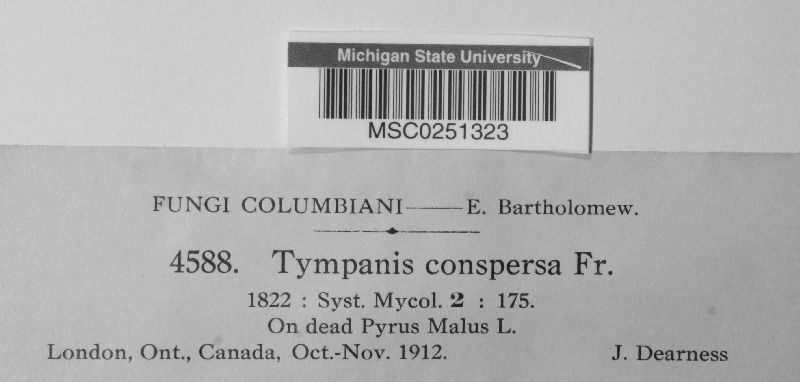 Michigan State University
MSC0251323
FUNGI COLUMBIANI—E. Bartholomew.
4588. Tympanis conspersa Fr.
1822 : Syst. Mycol. 2 : 175.
On dead Pyrus Malus L.
London, Ont., Canada, Oct.-Nov. 1912. J. Dearness